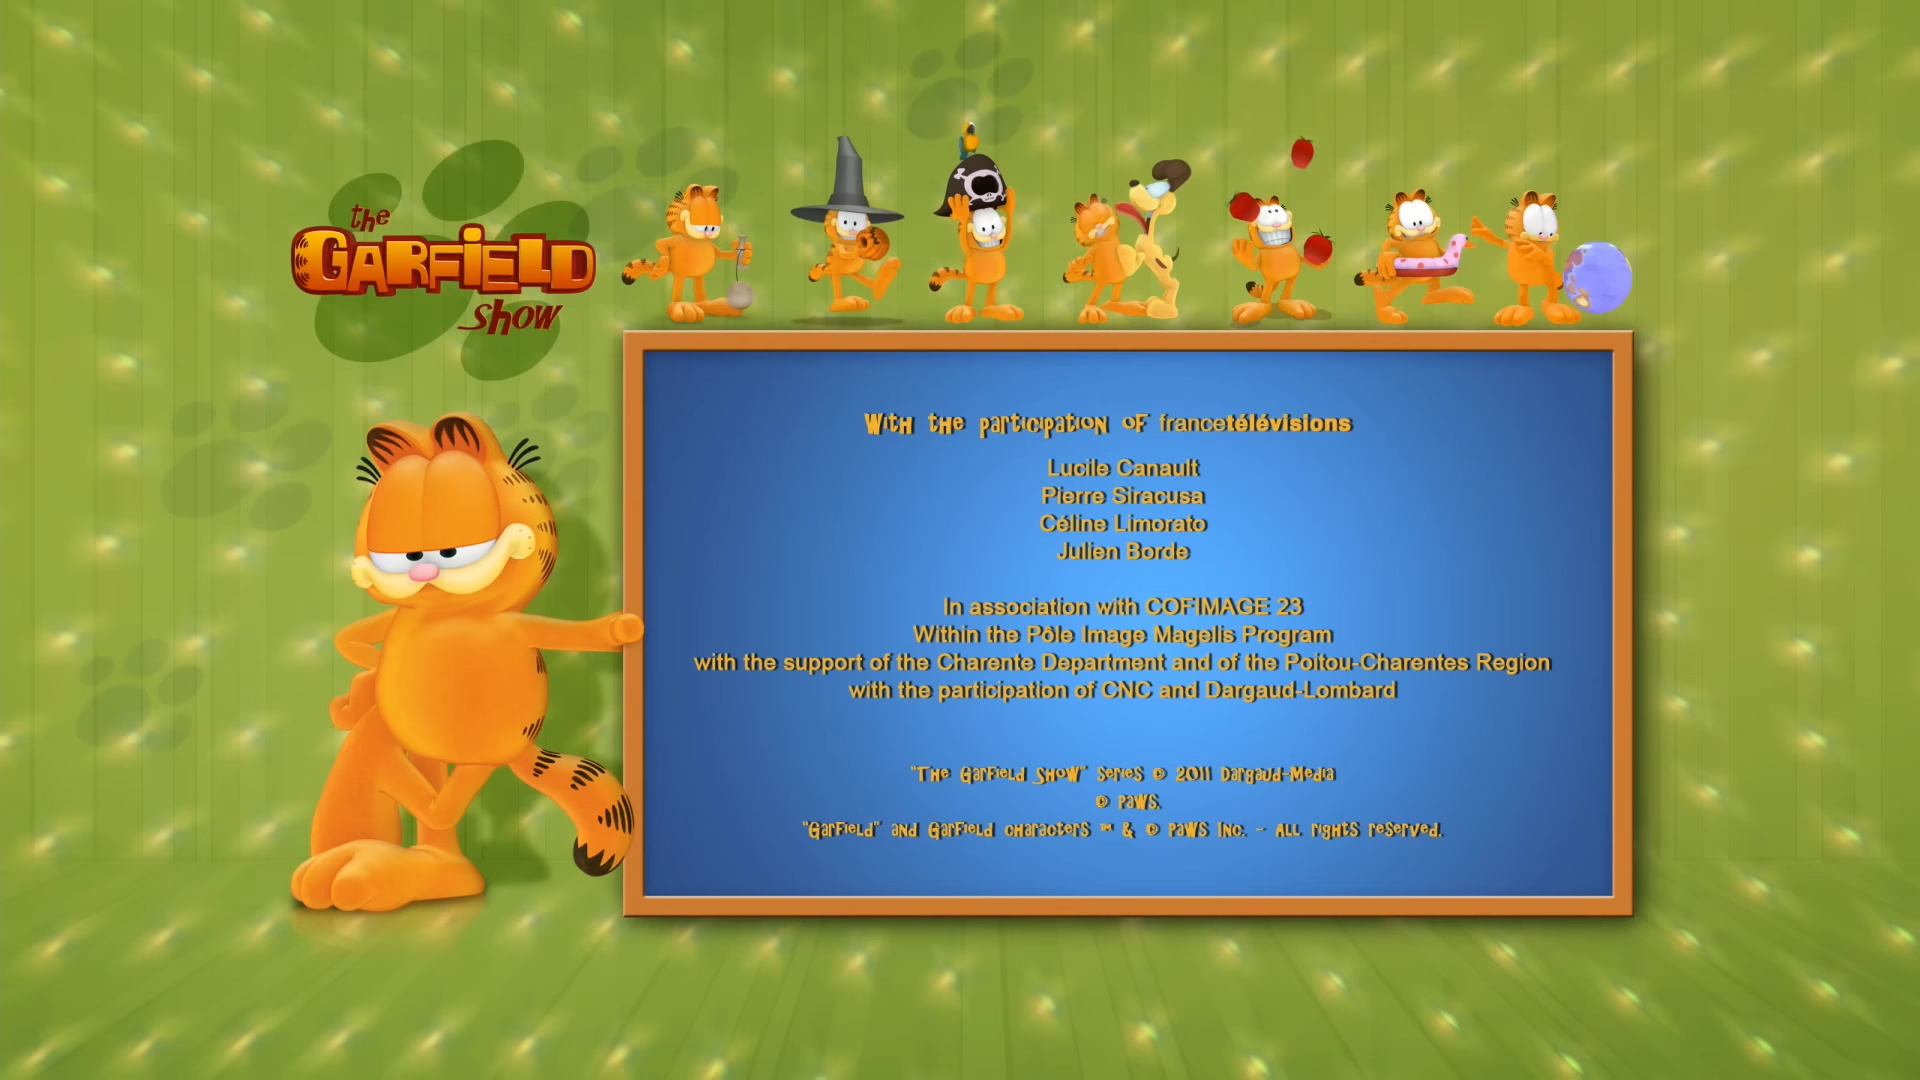 the
GARFiELD
show
With the participation of francetélévisions
Lucile Canault
Pierre Siracusa
Céline Limorato
Julien Borde
In association with COFIMAGE 23
Within the Pôle Image Magelis Program
with the support of the Charente Department and of the Poitou-Charentes Region
with the participation of CNC and Dargaud-Lombard
"The Garfield Show" Series © 2011 Dargaud-Media
© PAWS.
"Garfield" and Garfield characters ™ & © PAWS Inc. - All rights reserved.